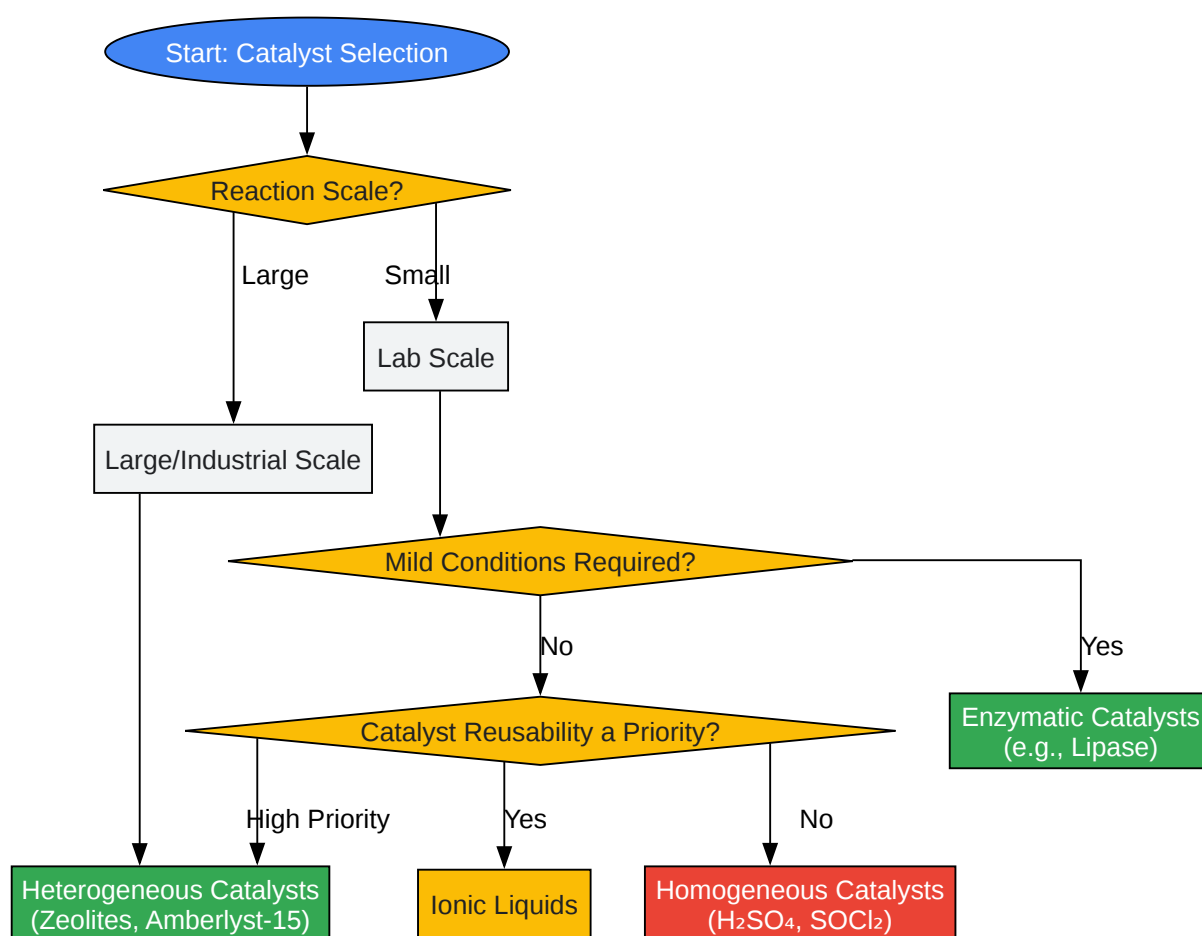 Start: Catalyst Selection
Reaction Scale?
Large
Small
Lab Scale
Large/Industrial Scale
Mild Conditions Required?
No
Yes
Enzymatic Catalysts
(e.g., Lipase)
Catalyst Reusability a Priority?
High Priority
Yes
No
Heterogeneous Catalysts
(Zeolites, Amberlyst-15)
Ionic Liquids
Homogeneous Catalysts
(H₂SO₄, SOCl₂)